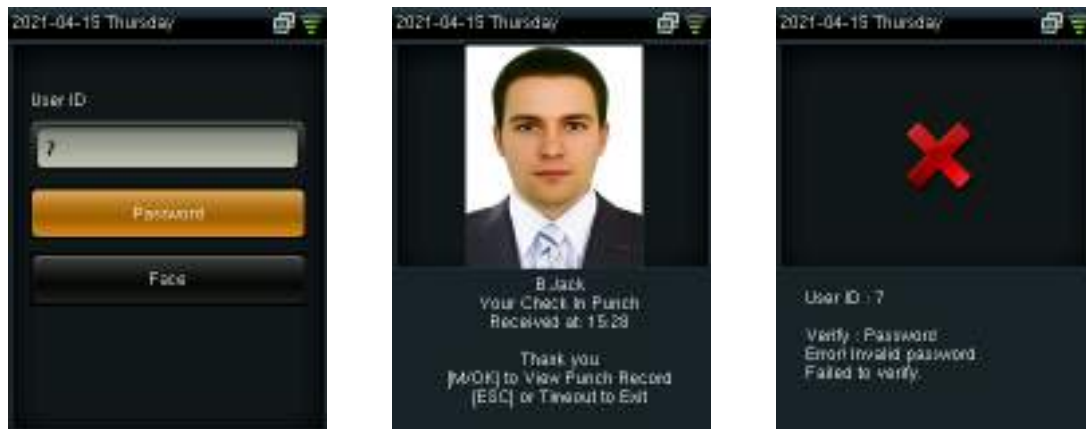 2021-04-15 Thursday
User ID
7
Password
Face
2021-04-15 Thursday
B.Jack
Your Check In Punch
Received at: 15:28
Thank you
[M/OK] to View Punch Record
[ESC] or Timeout to Exit
2021-04-15 Thursday
User ID : 7
Verify : Password
Error! Invalid password
Failed to verify.